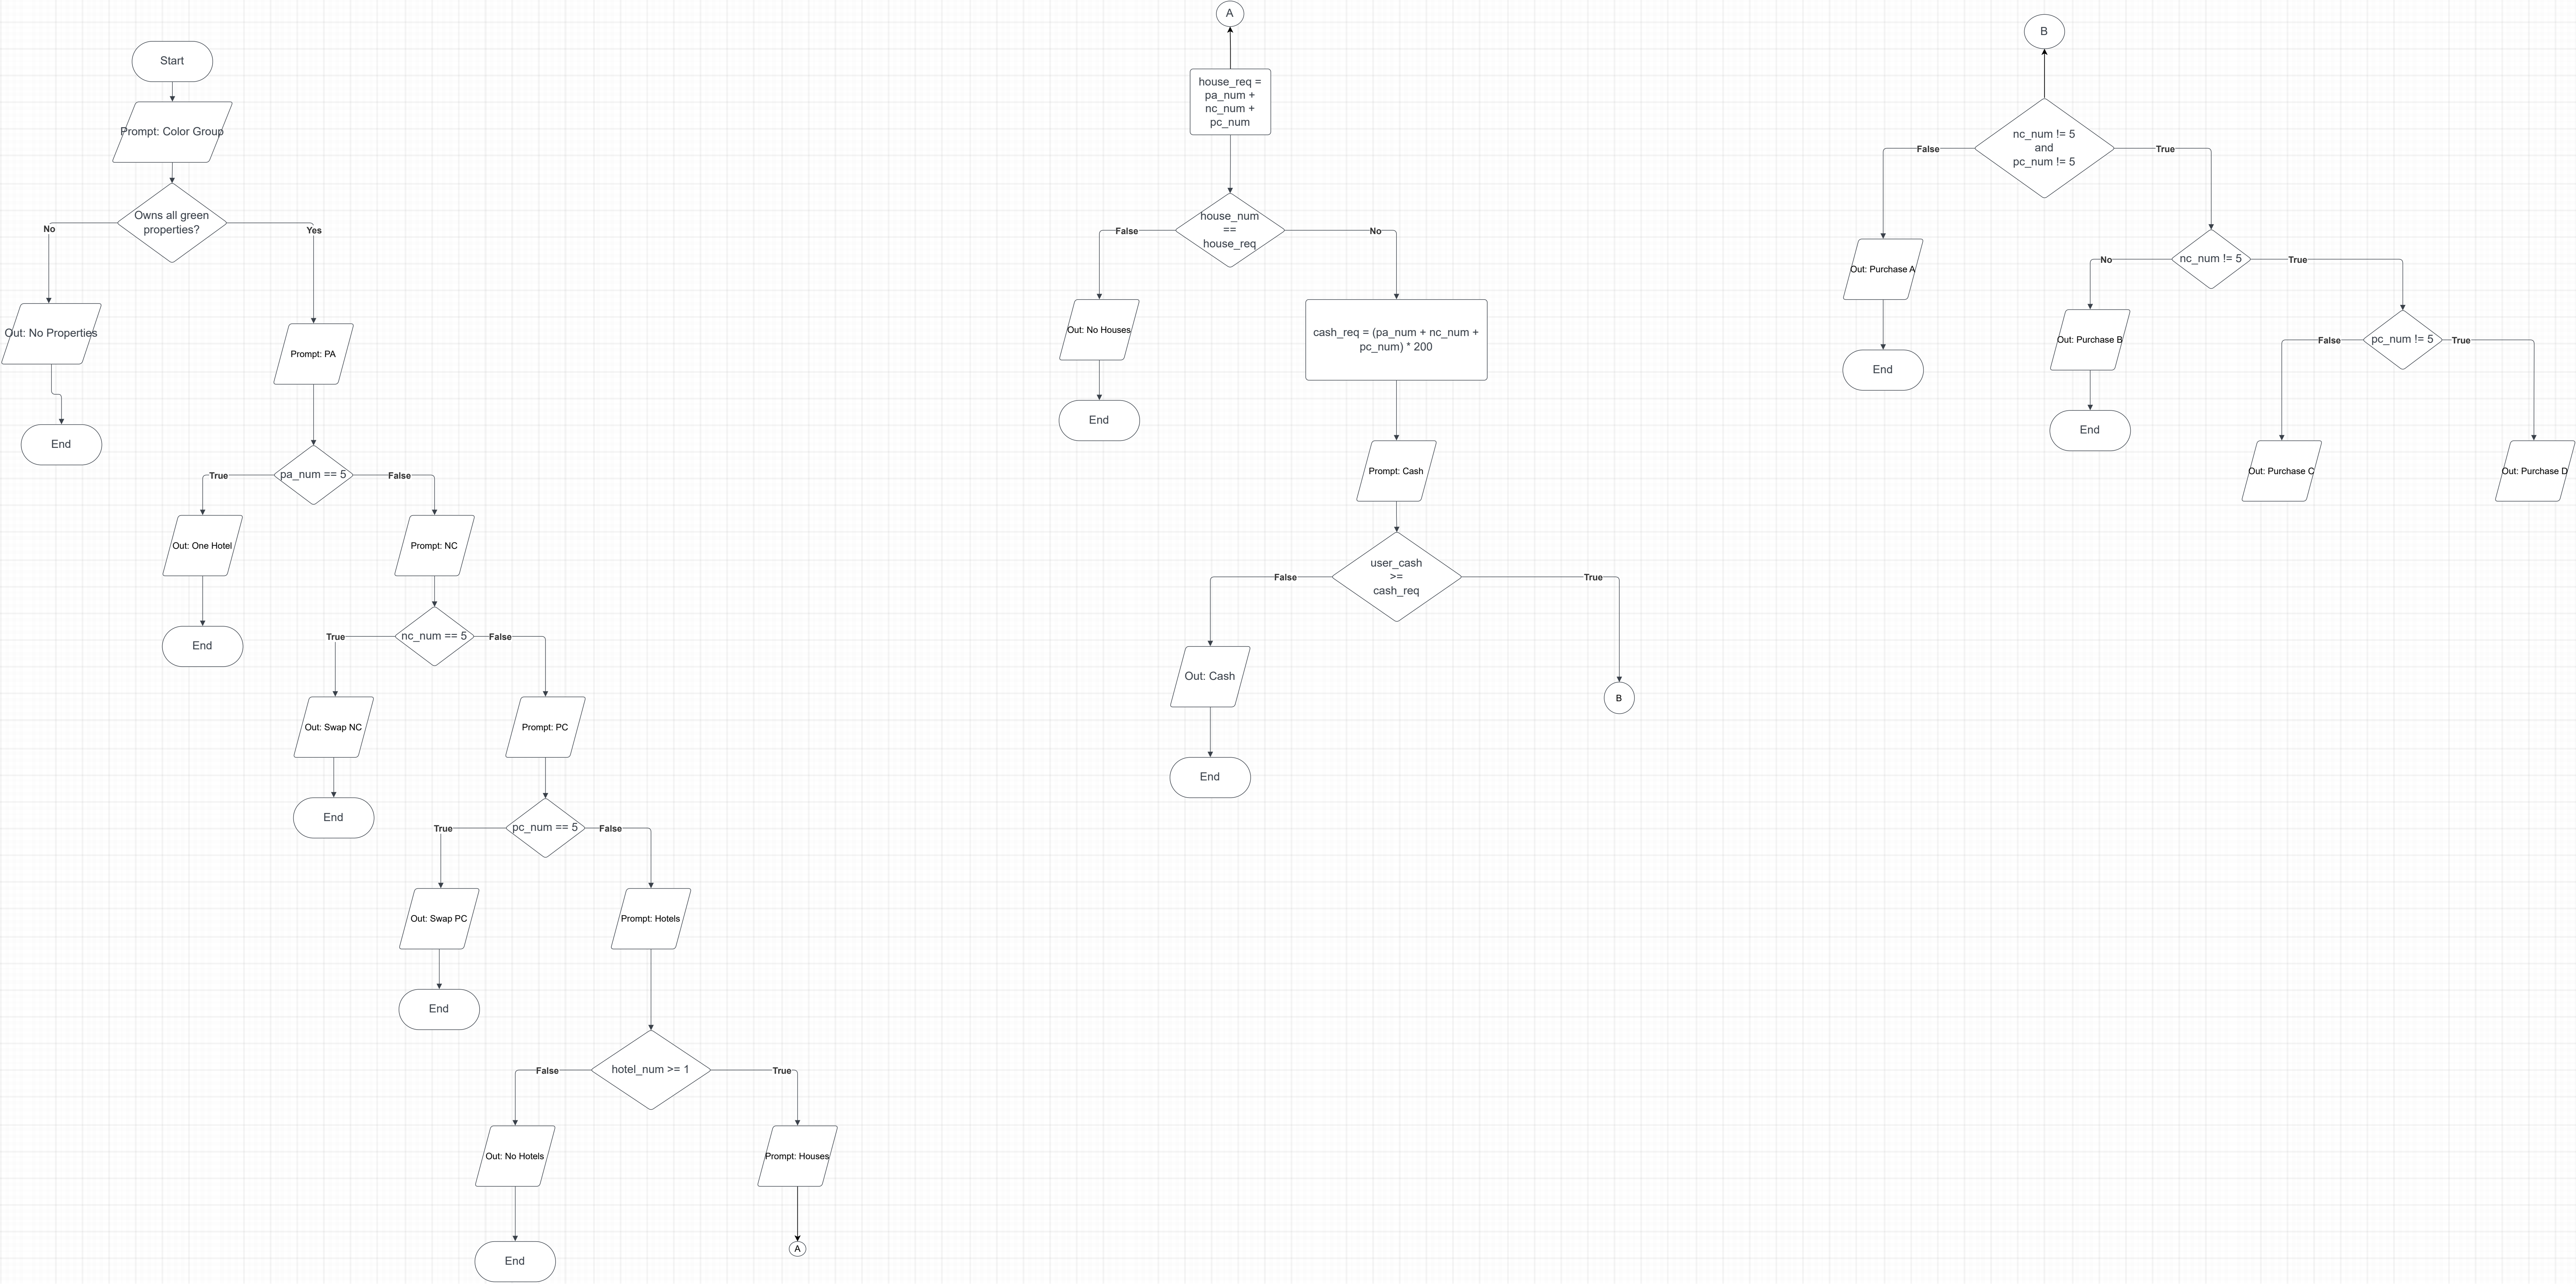 Start
Prompt: Color Group
Owns all green
properties?
No
Yes
Out: No Properties
End
Prompt: PA
pa_num == 5
True
False
Out: One Hotel
End
Prompt: NC
nc_num == 5
True
False
Out: Swap NC
End
Prompt: PC
pc_num == 5
True
False
Out: Swap PC
End
Prompt: Hotels
hotel_num >= 1
False
True
Out: No Hotels
End
Prompt: Houses
A
A
house_req =
pa_num +
nc_num +
pc_num
house_num
==
house_req
False
No
Out: No Houses
End
cash_req = (pa_num + nc_num +
pc_num) * 200
Prompt: Cash
user_cash
>=
cash_req
False
True
Out: Cash
End
B
B
nc_num != 5
and
pc_num != 5
False
True
Out: Purchase A
End
nc_num != 5
No
True
Out: Purchase B
End
pc_num != 5
False
True
Out: Purchase C
Out: Purchase D